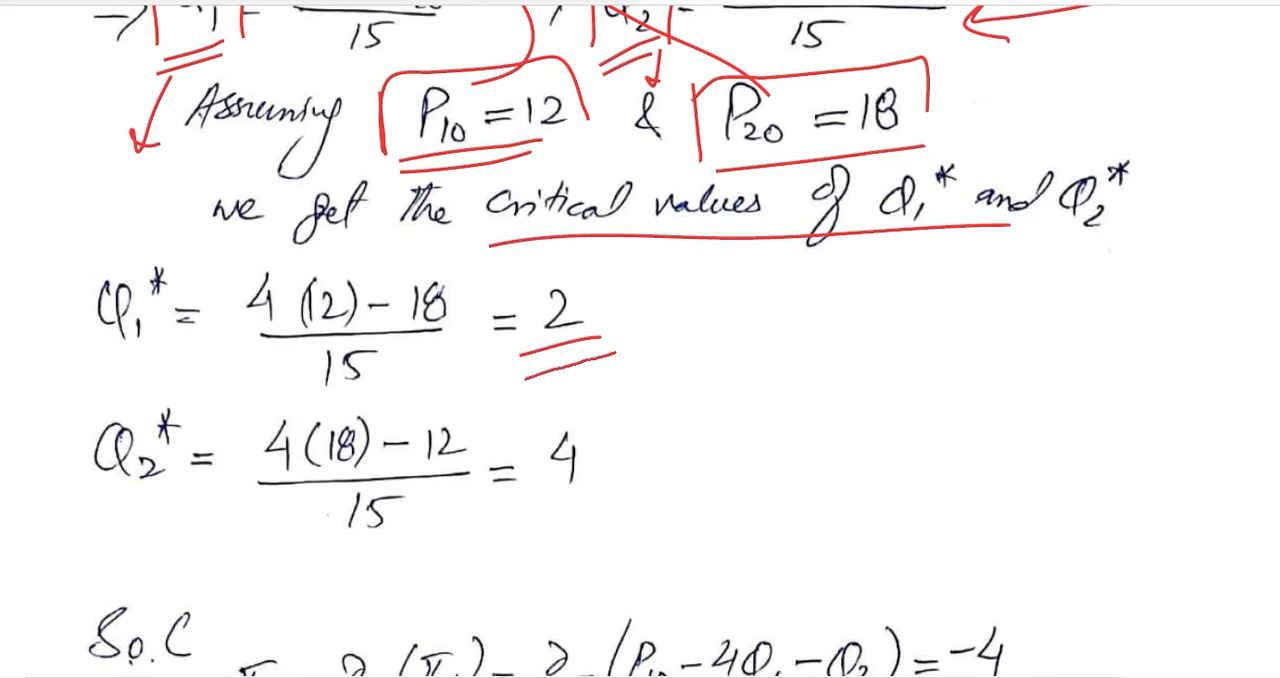 15 15
Assuming P10 = 12 & P20 = 18
we get the critical values of Q1* and Q2*
Q1* = 4(12) - 18 / 15 = 2
Q2* = 4(18) - 12 / 15 = 4
S.O.C